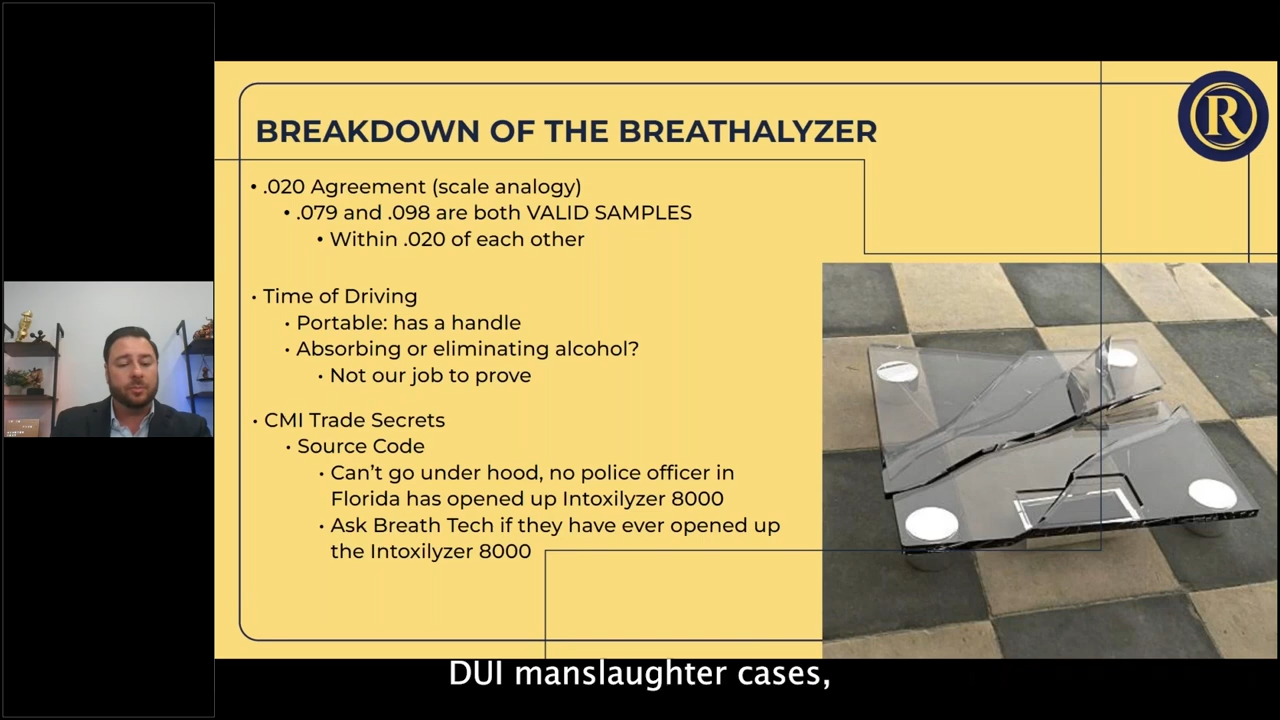 BREAKDOWN OF THE BREATHALYZER
R
• .020 Agreement (scale analogy)
• .079 and .098 are both VALID SAMPLES
• Within .020 of each other
• Time of Driving
• Portable: has a handle
• Absorbing or eliminating alcohol?
• Not our job to prove
• CMI Trade Secrets
• Source Code
• Can’t go under hood, no police officer in
Florida has opened up Intoxilyzer 8000
• Ask Breath Tech if they have ever opened up
the Intoxilyzer 8000
DUI manslaughter cases,